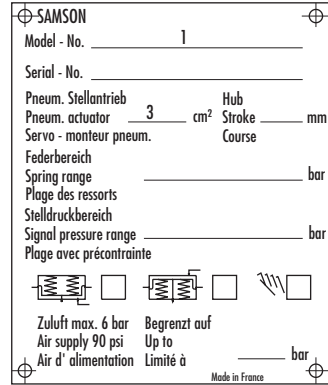 SAMSON
Model - No. 1
Serial - No.
Pneum. Stellantrieb Hub
Pneum. actuator 3 cm² Stroke mm
Servo - monteur pneum. Course
Federbereich
Spring range bar
Plage des ressorts
Stelldruckbereich
Signal pressure range bar
Plage avec précontrainte
Zuluft max. 6 bar Begrenzt auf
Air supply 90 psi Up to
Air d' alimentation Limité à bar
Made in France